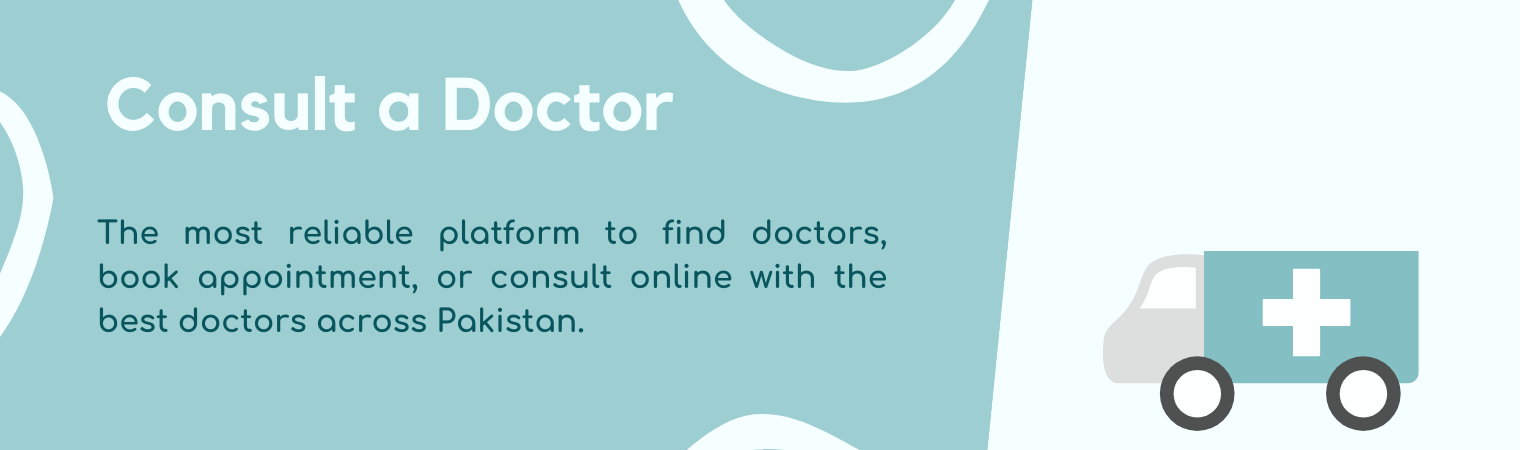 Consult a Doctor
The most reliable platform to find doctors,
book appointment, or consult online with the
best doctors across Pakistan.